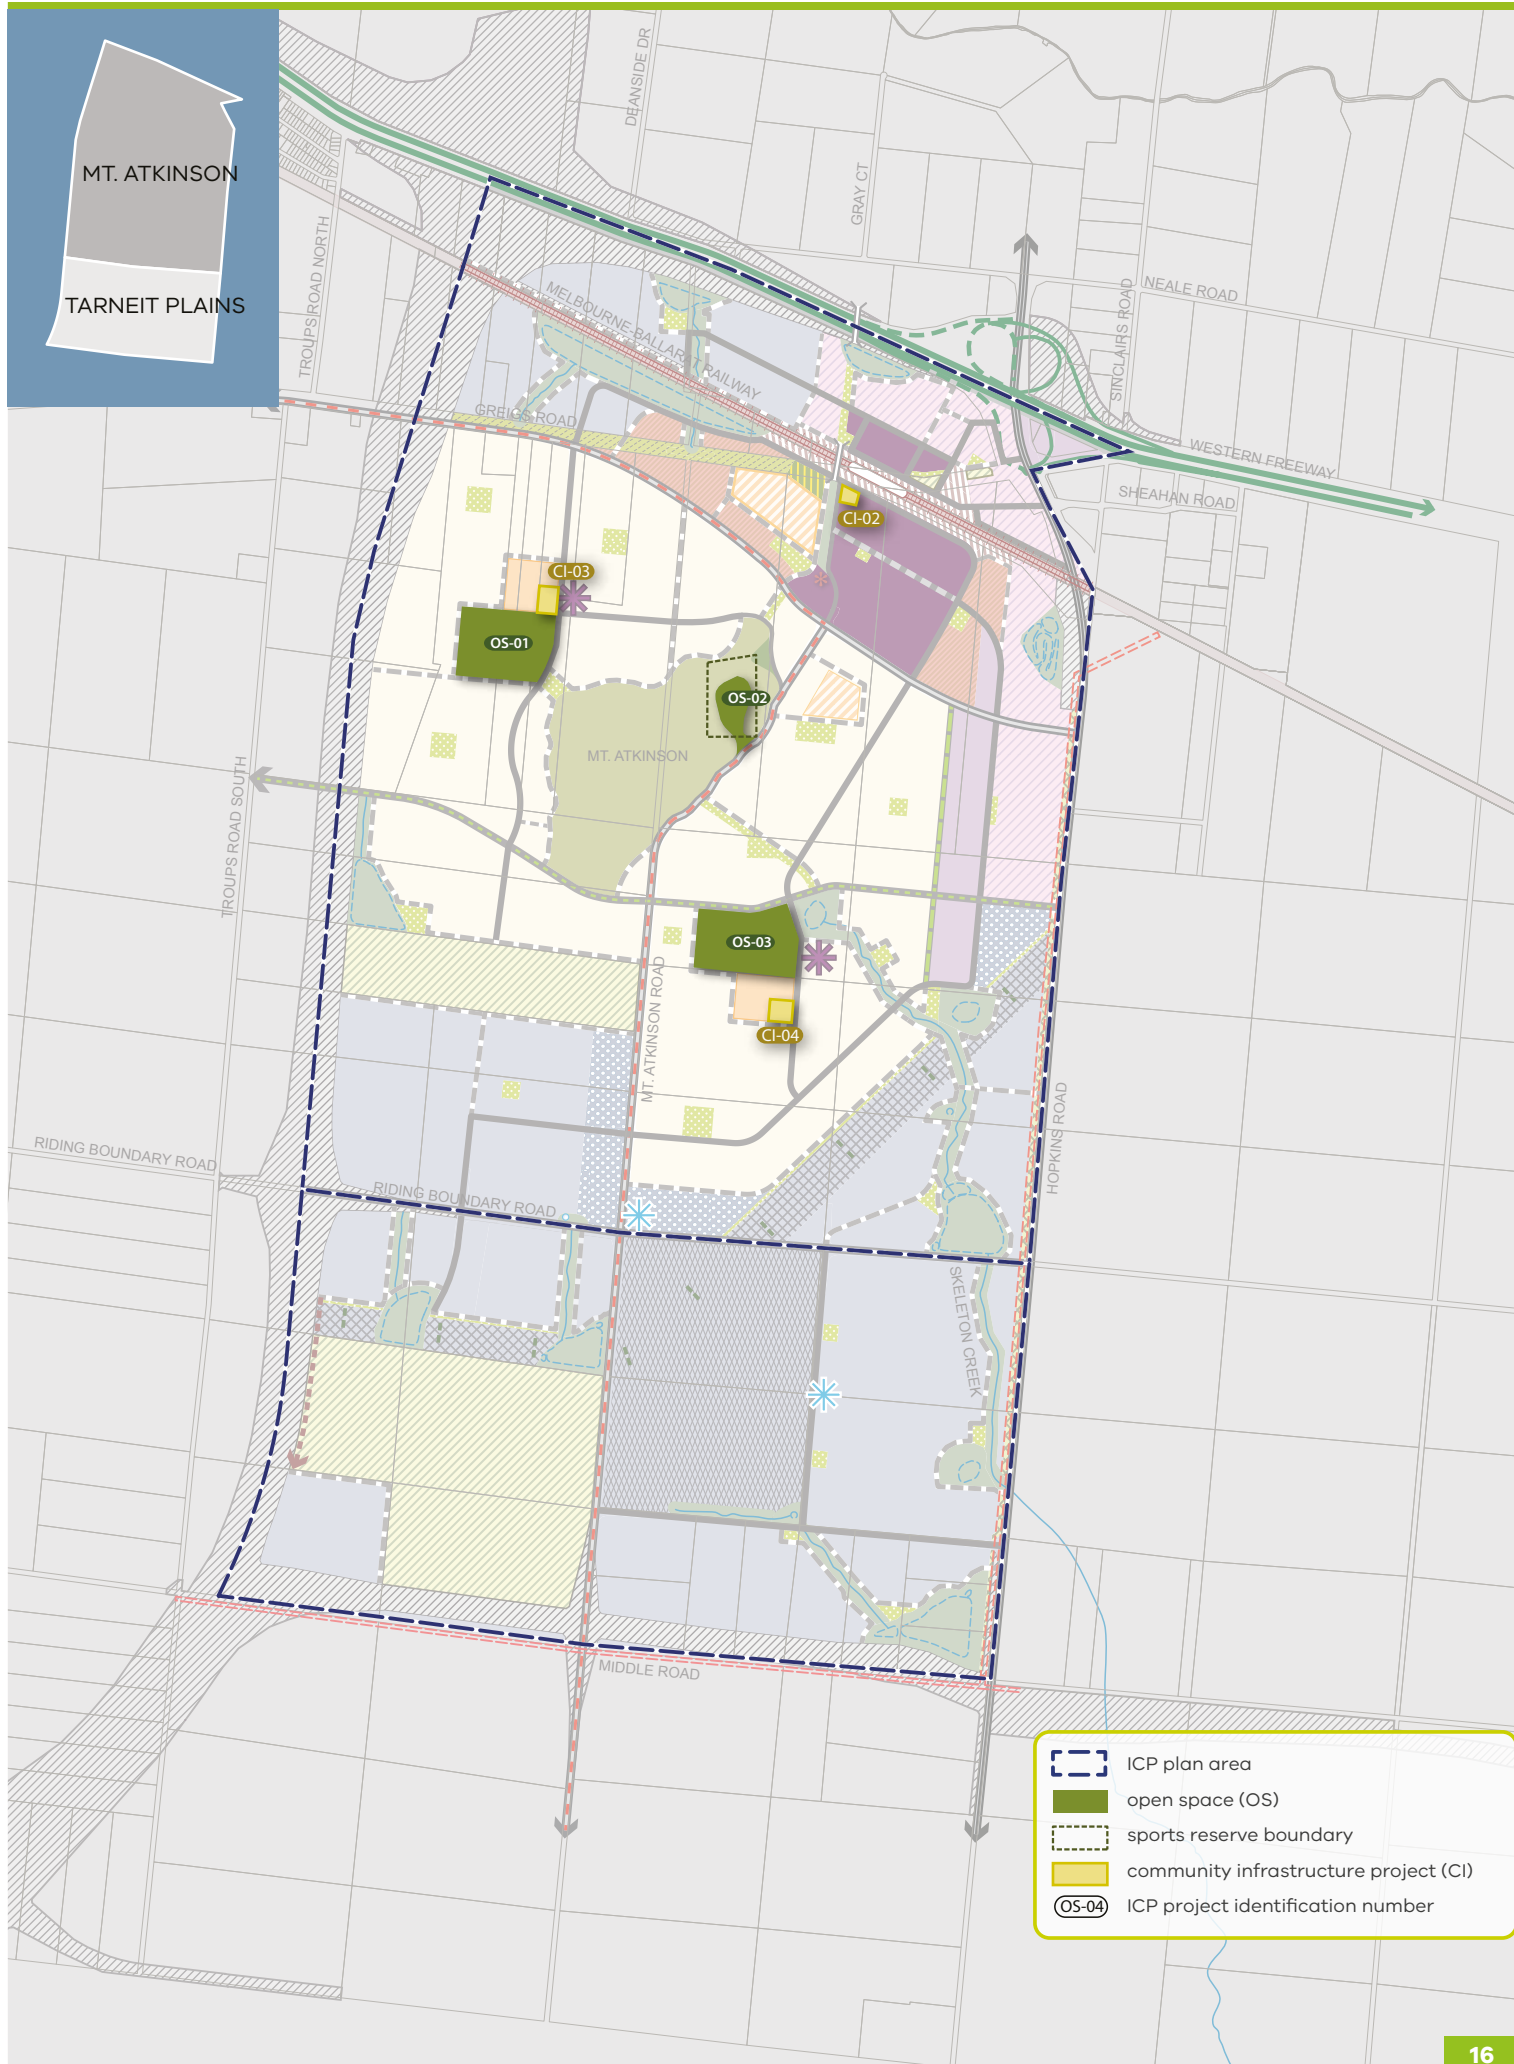 MT. ATKINSON
TARNEIT PLAINS
DEANSIDE DR
GRAY CT
TROUPS ROAD NORTH
NEALE ROAD
SINCLAIRS ROAD
MELBOURNE-BALLARAT RAILWAY
GREIGS ROAD
WESTERN FREEWAY
SHEAHAN ROAD
CI-02
CI-03
OS-01
OS-02
MT. ATKINSON
TROUPS ROAD SOUTH
OS-03
MT. ATKINSON ROAD
CI-04
HOPKINS ROAD
RIDING BOUNDARY ROAD
RIDING BOUNDARY ROAD
SKELETON CREEK
MIDDLE ROAD
ICP plan area
open space (OS)
sports reserve boundary
community infrastructure project (CI)
OS-04 ICP project identification number
16